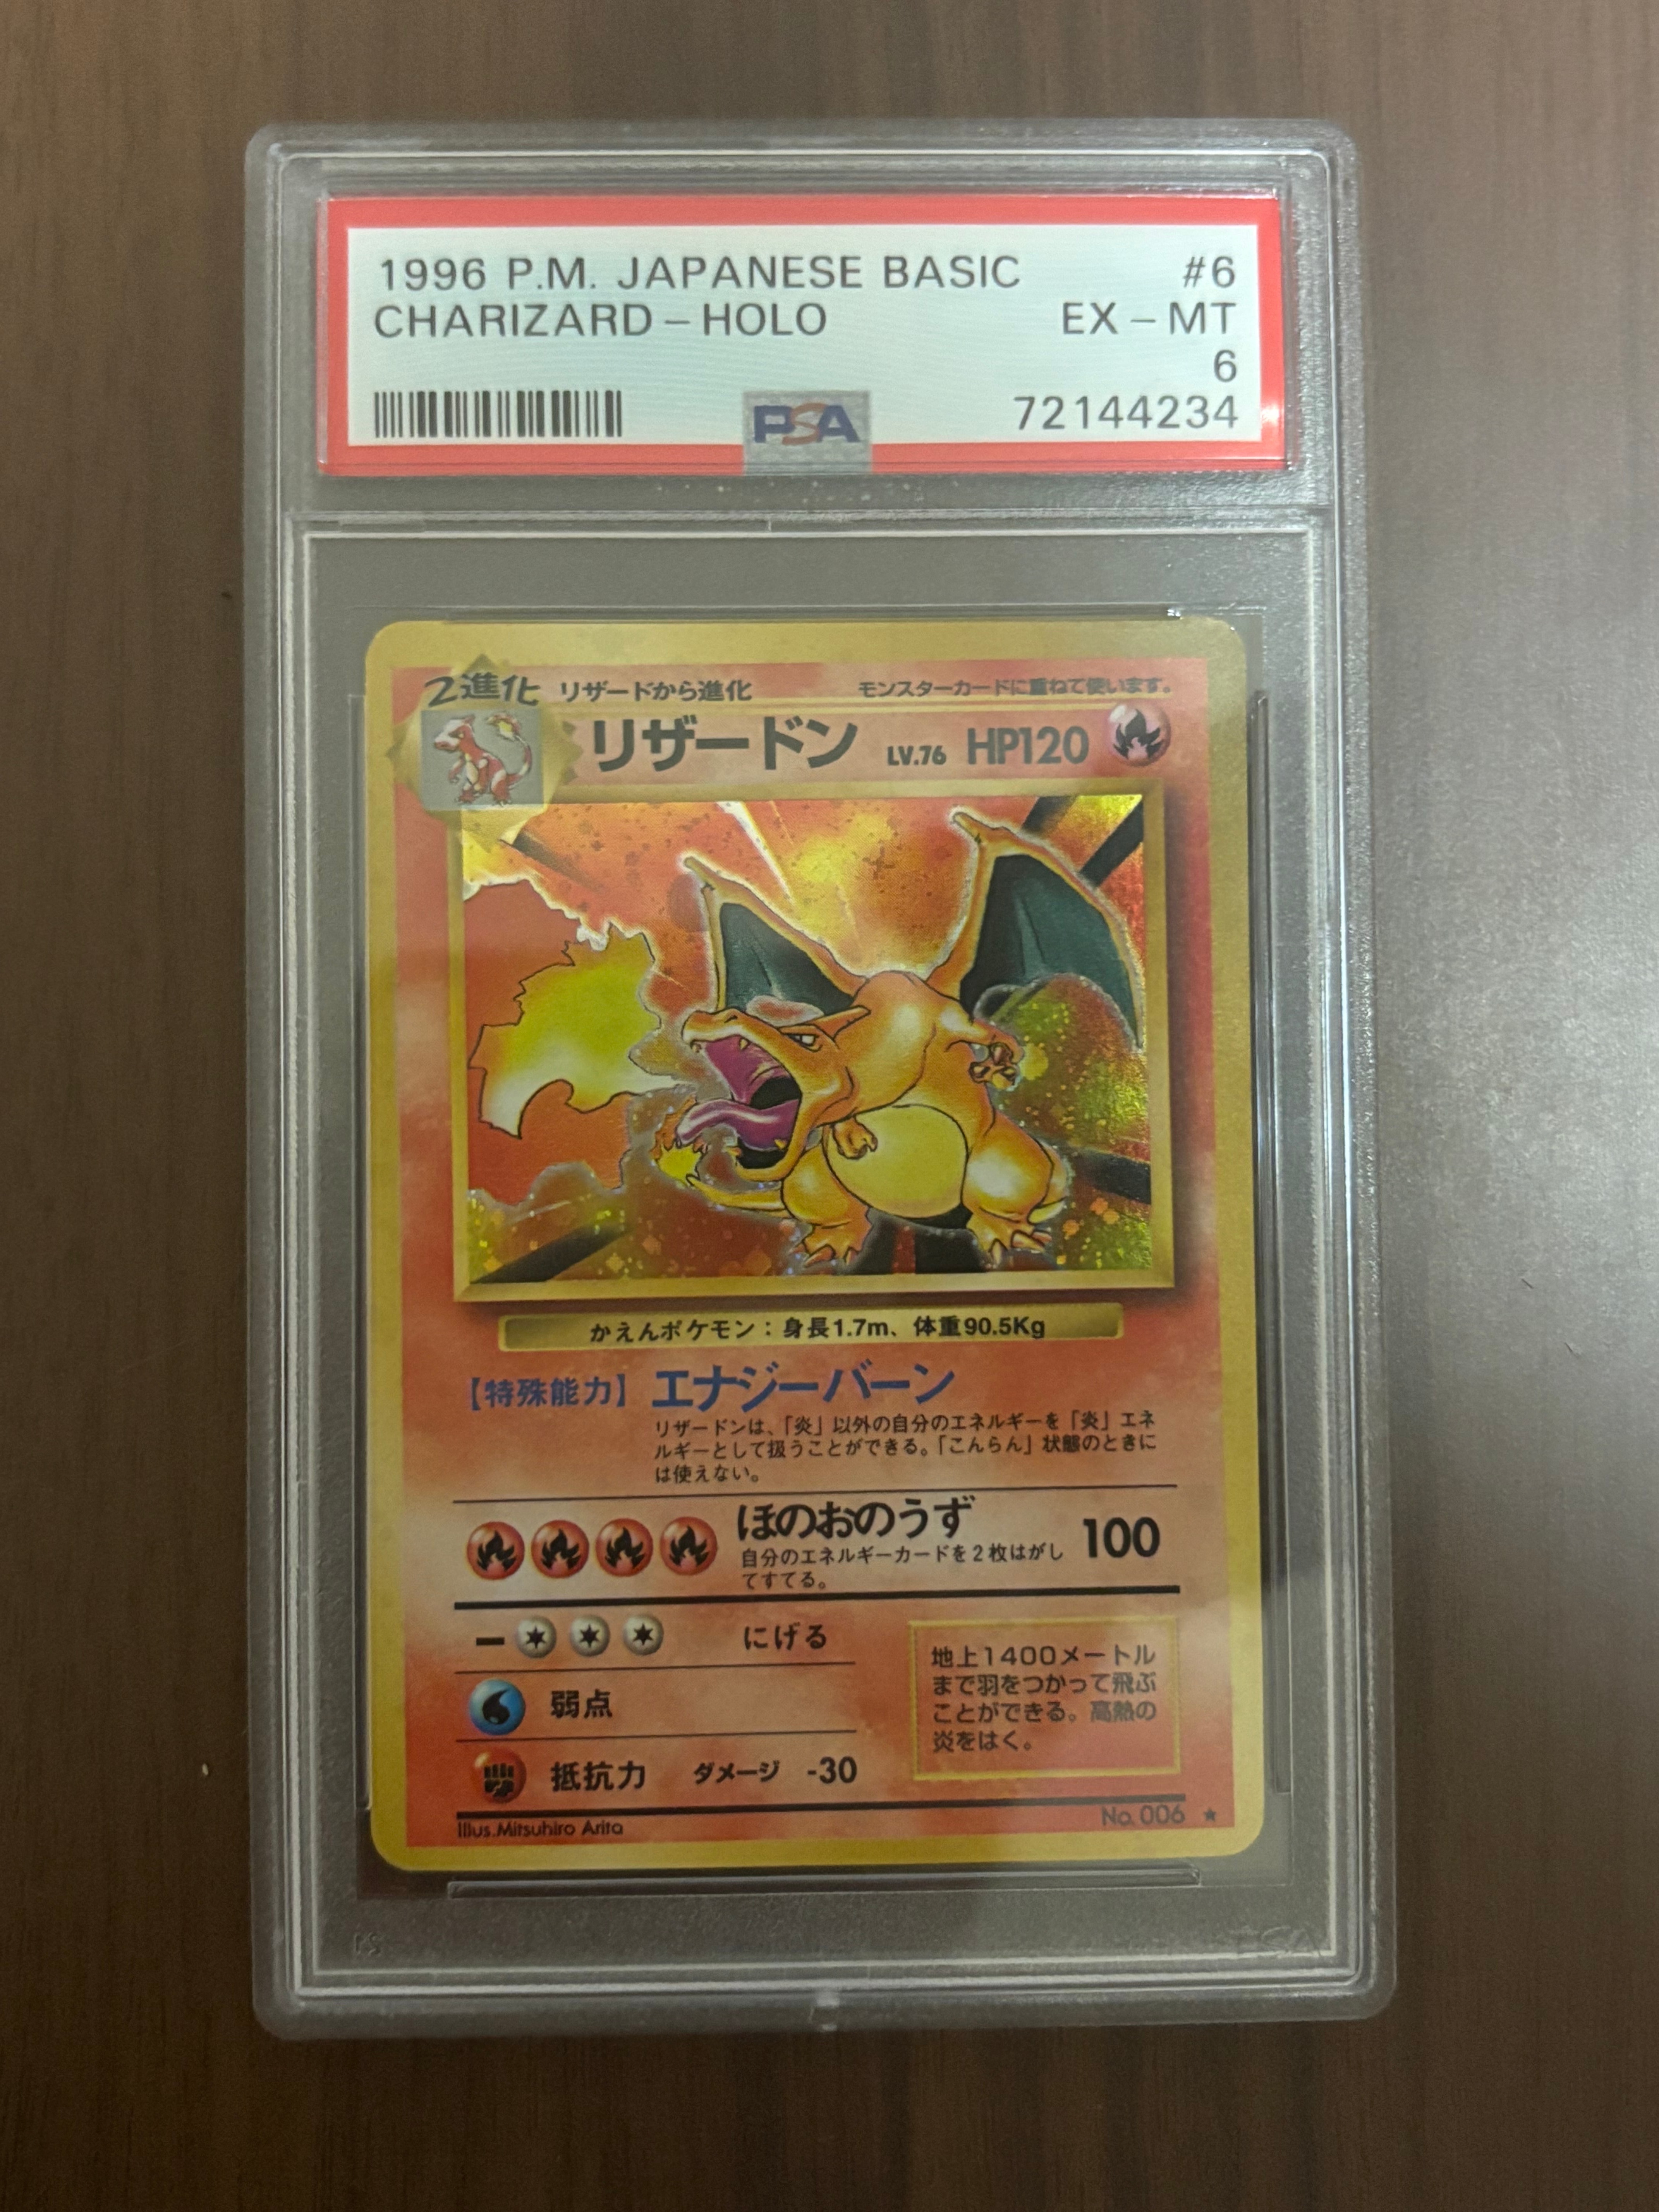 1996 P.M. JAPANESE BASIC #6
CHARIZARD - HOLO EX - MT
6
PSA 72144234
2進化 リザードから進化 モンスターカードに重ねて使います。
リザードン LV.76 HP120
かえんポケモン：身長1.7m、体重90.5Kg
【特殊能力】 エナジーバーン
リザードンは、「炎」以外の自分のエネルギーを「炎」エネ
ルギーとして扱うことができる。「こんらん」状態のときに
は使えない。
ほのおのうず 100
自分のエネルギーカードを2枚はがし
てすてる。
にげる
弱点
抵抗力 ダメージ -30
地上1400メートル
まで羽をつかって飛ぶ
ことができる。高熱の
炎をはく。
Illus.Mitsuhiro Arita No. 006 ★